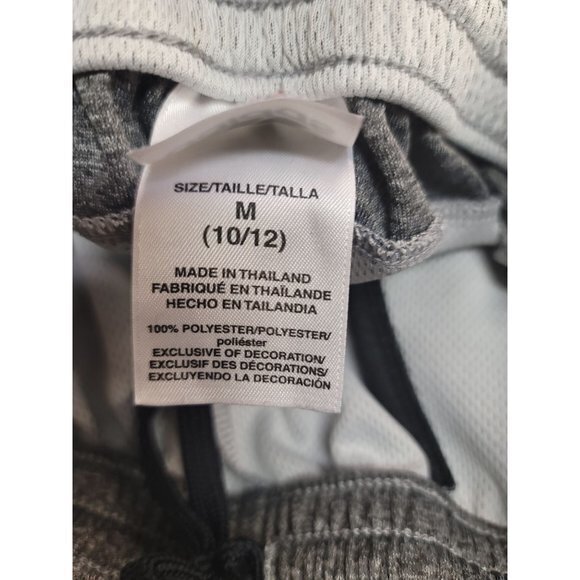 SIZE/TAILLE/TALLA
M
(10/12)
MADE IN THAILAND
FABRIQUÉ EN THAÏLANDE
HECHO EN TAILANDIA
100% POLYESTER/POLYESTER/
poliéster
EXCLUSIVE OF DECORATION/
EXCLUSIF DES DÉCORATIONS/
EXCLUYENDO LA DECORACIÓN